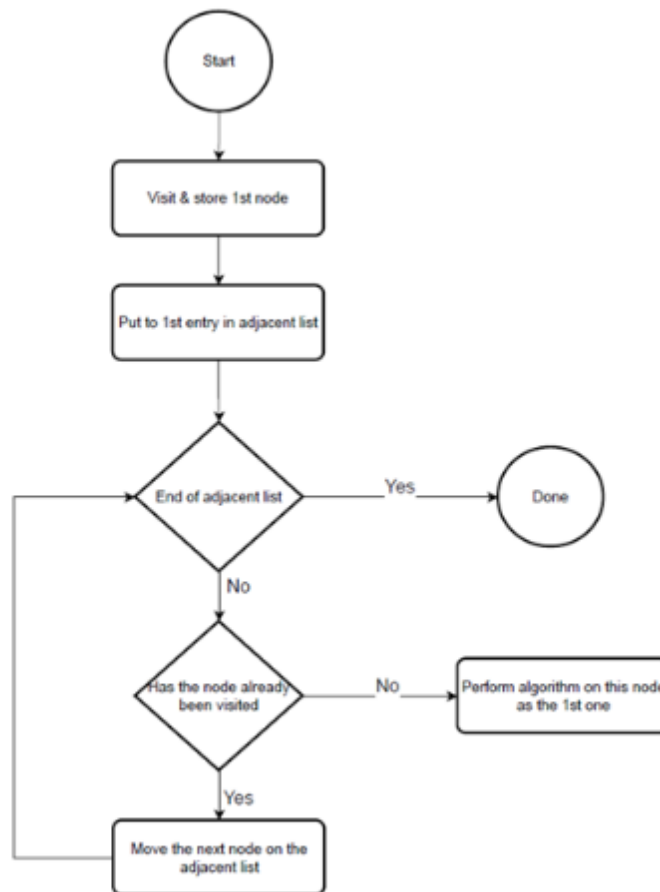 Start
Visit & store 1st node
Put to 1st entry in adjacent list
End of adjacent list
Yes
Done
No
Has the node already
been visited
No
Perform algorithm on this node
as the 1st one
Yes
Move the next node on the
adjacent list